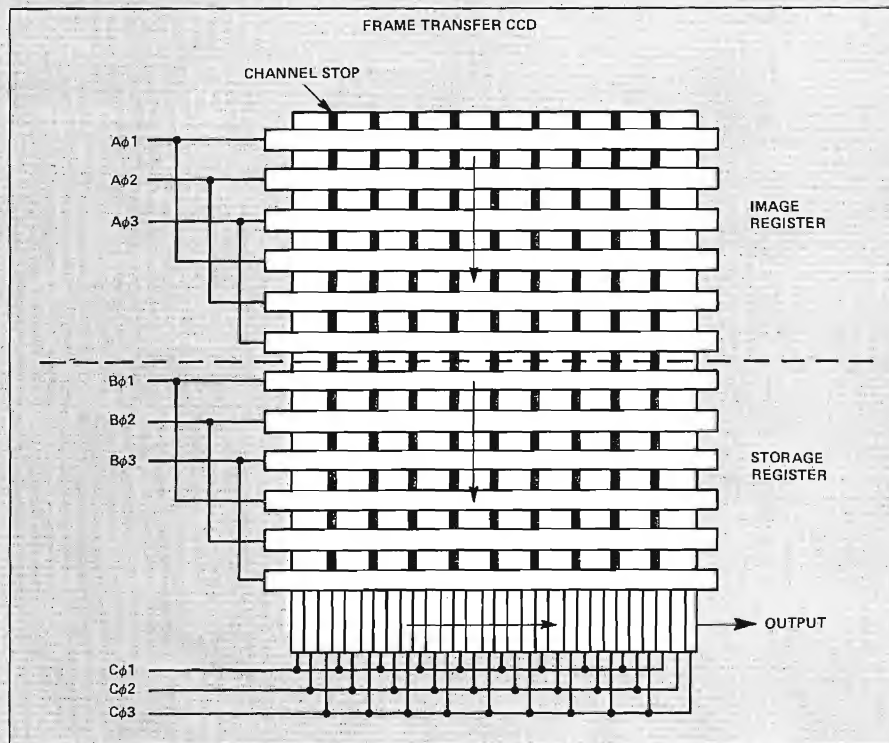 FRAME TRANSFER CCD
CHANNEL STOP
Aϕ1
Aϕ2
Aϕ3
IMAGE
REGISTER
Bϕ1
Bϕ2
Bϕ3
STORAGE
REGISTER
OUTPUT
Cϕ1
Cϕ2
Cϕ3